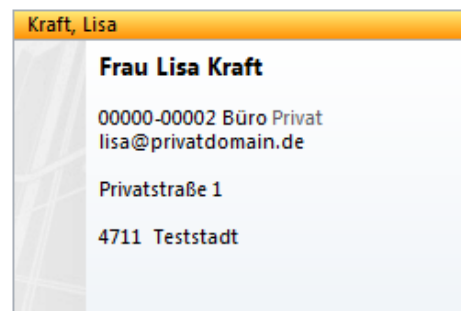 Kraft, Lisa
Frau Lisa Kraft
00000-00002 Büro Privat
lisa@privatdomain.de
Privatstraße 1
4711 Teststadt